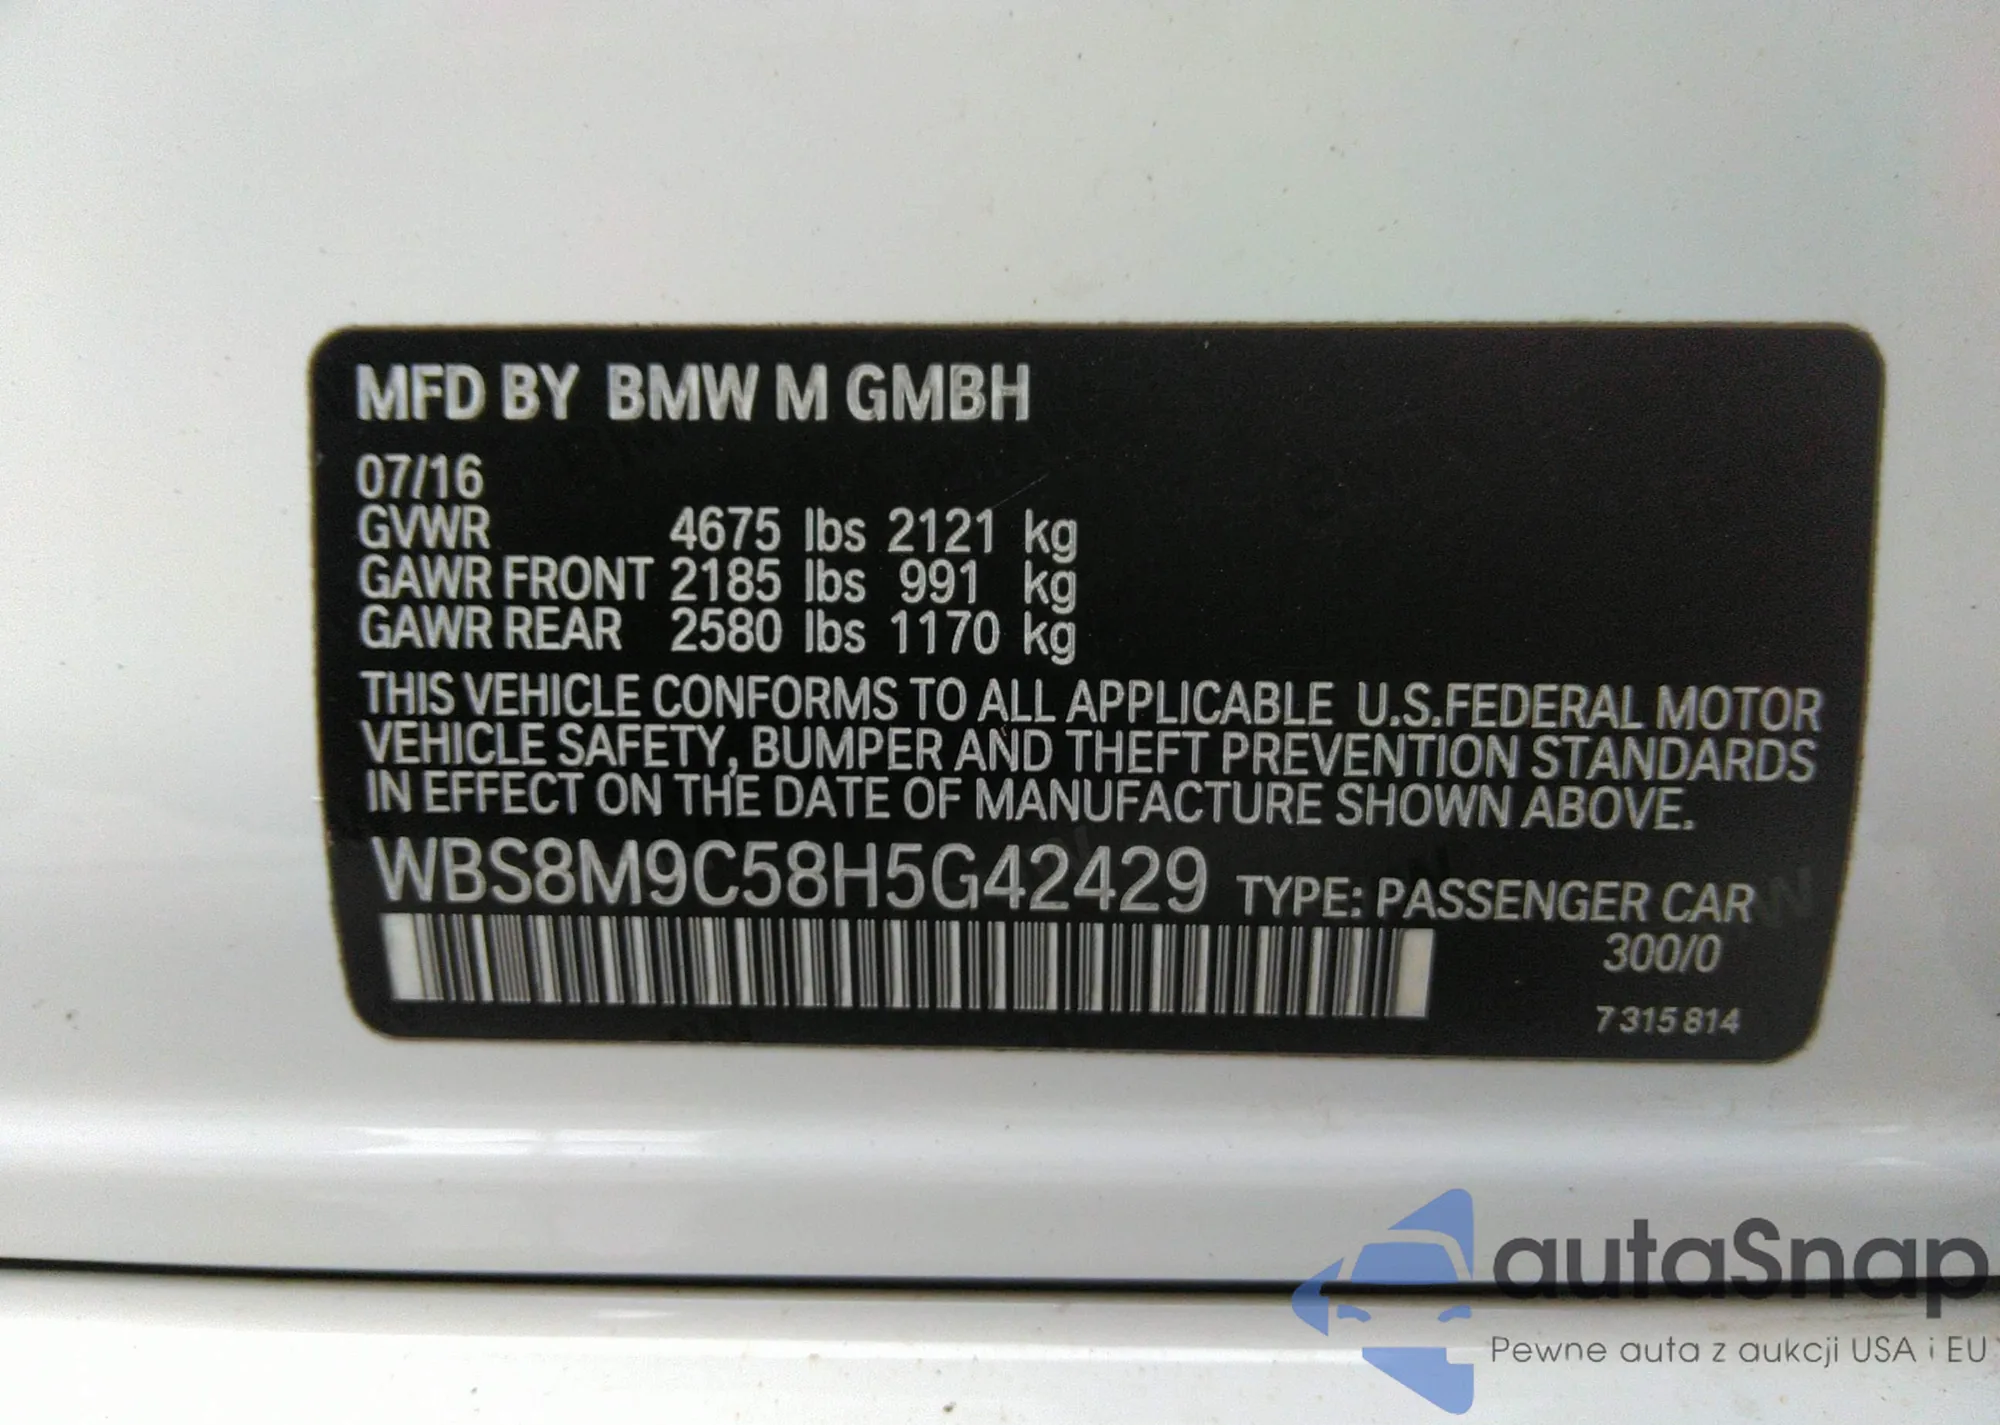 MFD BY BMW M GMBH
07/16
GVWR 4675 lbs 2121 kg
GAWR FRONT 2185 lbs 991 kg
GAWR REAR 2580 lbs 1170 kg
THIS VEHICLE CONFORMS TO ALL APPLICABLE U.S.FEDERAL MOTOR
VEHICLE SAFETY, BUMPER AND THEFT PREVENTION STANDARDS
IN EFFECT ON THE DATE OF MANUFACTURE SHOWN ABOVE.
WBS8M9C58H5G42429 TYPE: PASSENGER CAR
300/0
7 315 814
autaSnap
Pewne auta z aukcji USA i EU